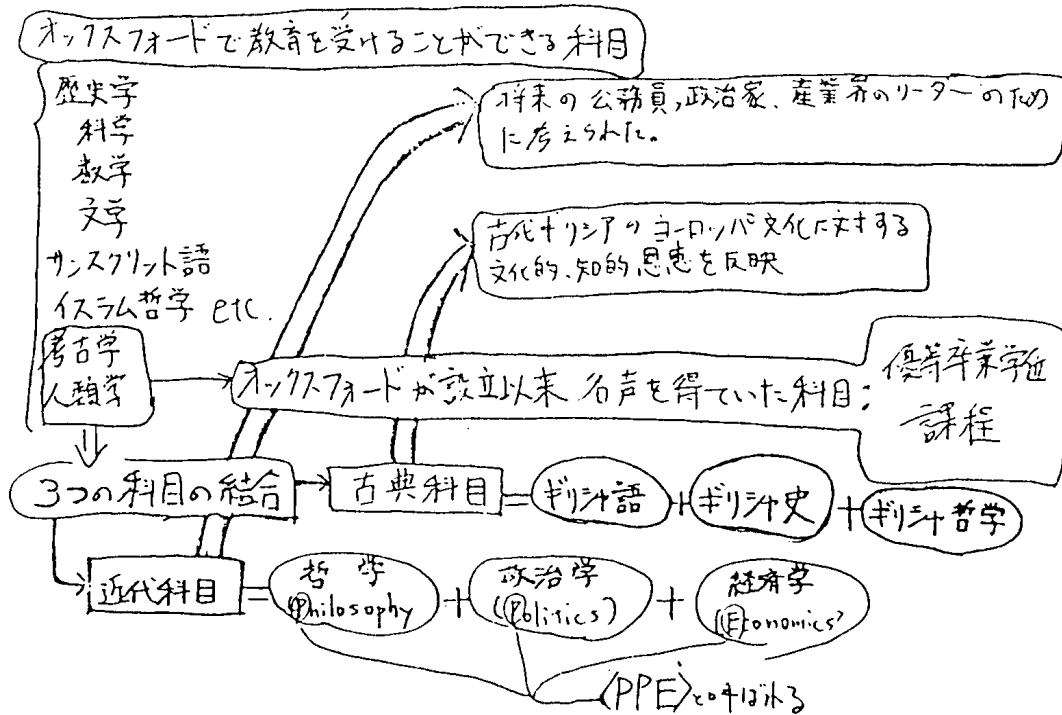 オックスフォードで教育を受けることができる科目
歴史学
科学
数学
文学
サンスクリット語
イスラム哲学 etc.
考古学
人類学
将来の公務員,政治家、産業界のリーダーのため
に考えられた。
古代ギリシアのヨーロッパ文化に対する
文化的、知的恩恵を反映
オックスフォードが設立以来 名声を得ていた科目:
優等卒業学位
課程
3つの科目の結合
古典科目 = ギリシャ語 + ギリシャ史 + ギリシャ哲学
近代科目 = 哲学 (Philosophy) + 政治学 (Politics) + 経済学 (Economics)
〈PPE〉と呼ばれる